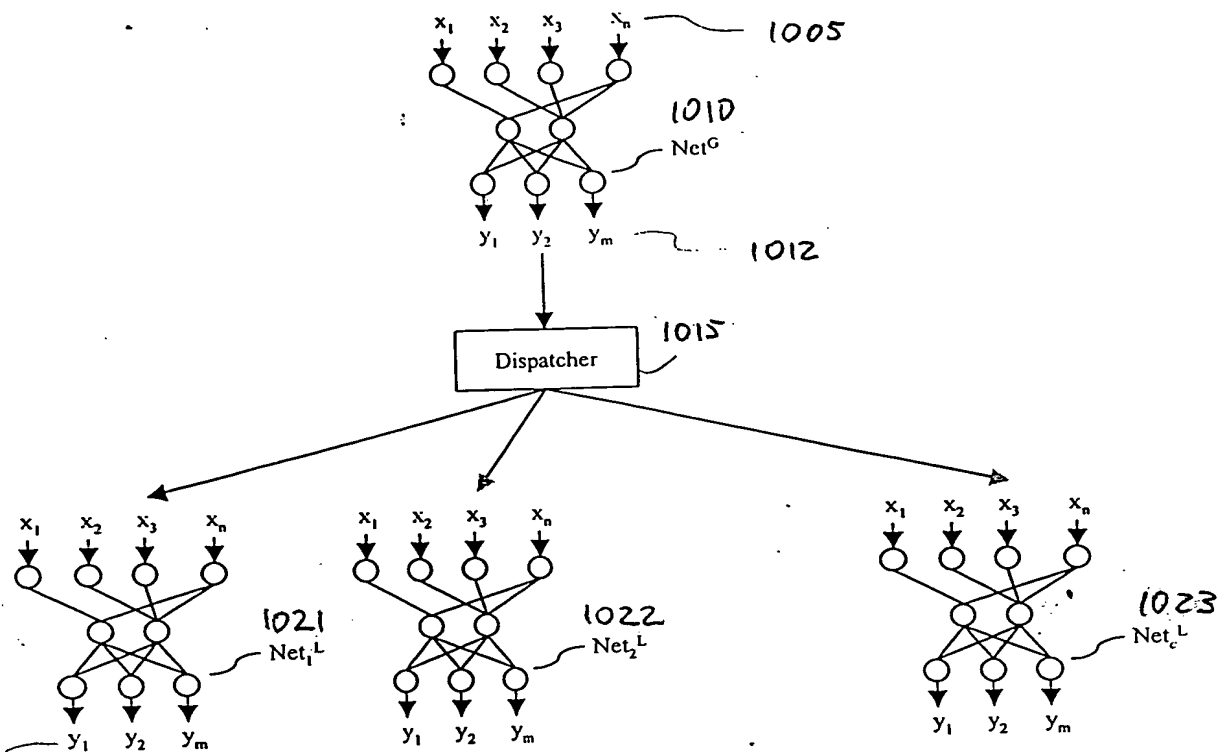 x₁ x₂ x₃ xₙ 1005
1010
Netᴳ
y₁ y₂ yₘ 1012
1015
Dispatcher
x₁ x₂ x₃ xₙ x₁ x₂ x₃ xₙ x₁ x₂ x₃ xₙ
1021 1022 1023
Net₁ᴸ Net₂ᴸ Net_cᴸ
y₁ y₂ yₘ y₁ y₂ yₘ y₁ y₂ yₘ